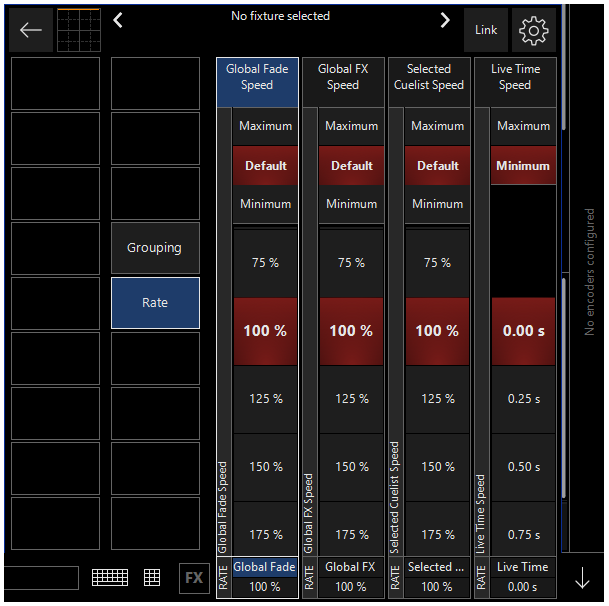 No fixture selected
Link
Global Fade
Speed
Global FX
Speed
Selected
Cuelist Speed
Live Time
Speed
Maximum
Maximum
Maximum
Maximum
Default
Default
Default
Minimum
Minimum
Minimum
Minimum
Grouping
Rate
75 %
75 %
75 %
100 %
100 %
100 %
0.00 s
125 %
125 %
125 %
0.25 s
150 %
150 %
150 %
0.50 s
175 %
175 %
175 %
0.75 s
Global Fade Speed
Global FX Speed
Selected Cuelist Speed
Live Time Speed
No encoders configured
FX
RATE
Global Fade
100 %
RATE
Global FX
100 %
RATE
Selected ...
100 %
RATE
Live Time
0.00 s